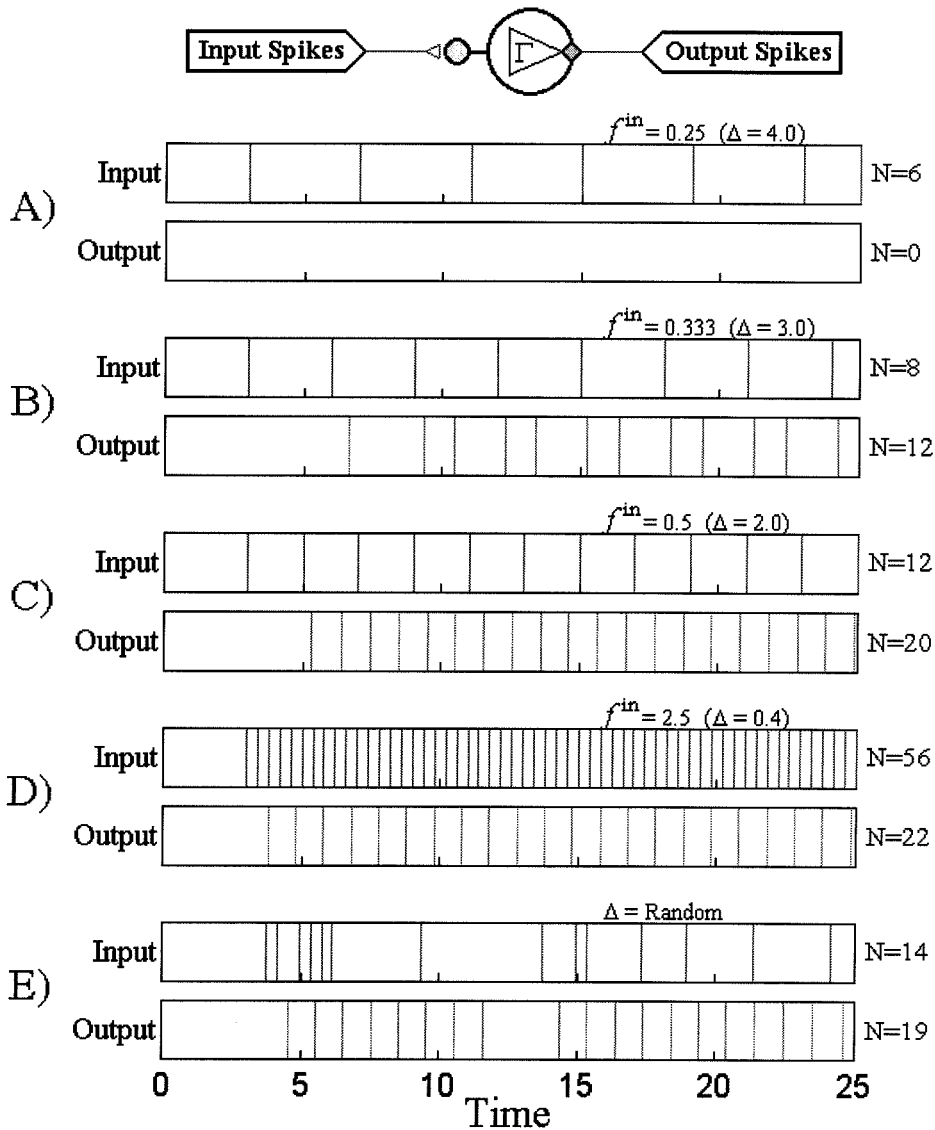 Input Spikes
Γ
Output Spikes
A)
f^in = 0.25 (Δ = 4.0)
Input
N=6
Output
N=0
B)
f^in = 0.333 (Δ = 3.0)
Input
N=8
Output
N=12
C)
f^in = 0.5 (Δ = 2.0)
Input
N=12
Output
N=20
D)
f^in = 2.5 (Δ = 0.4)
Input
N=56
Output
N=22
E)
Δ = Random
Input
N=14
Output
N=19
0 5 10 15 20 25
Time